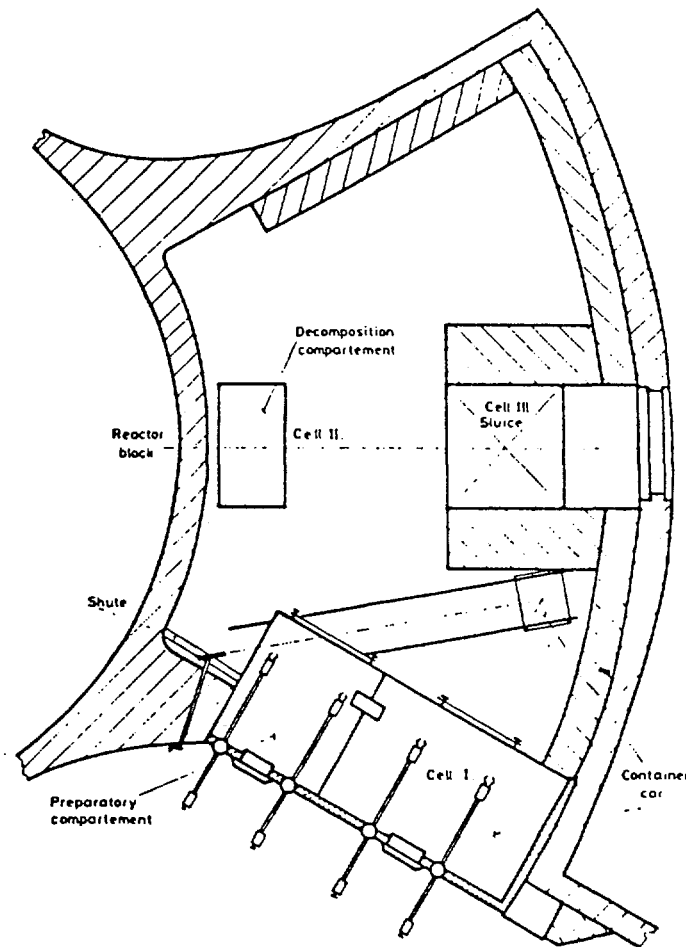 Decomposition
compartement
Cell III
Sluice
Reactor
block
Cell II.
Shute
Cell I.
Container
car
Preparatory
compartement